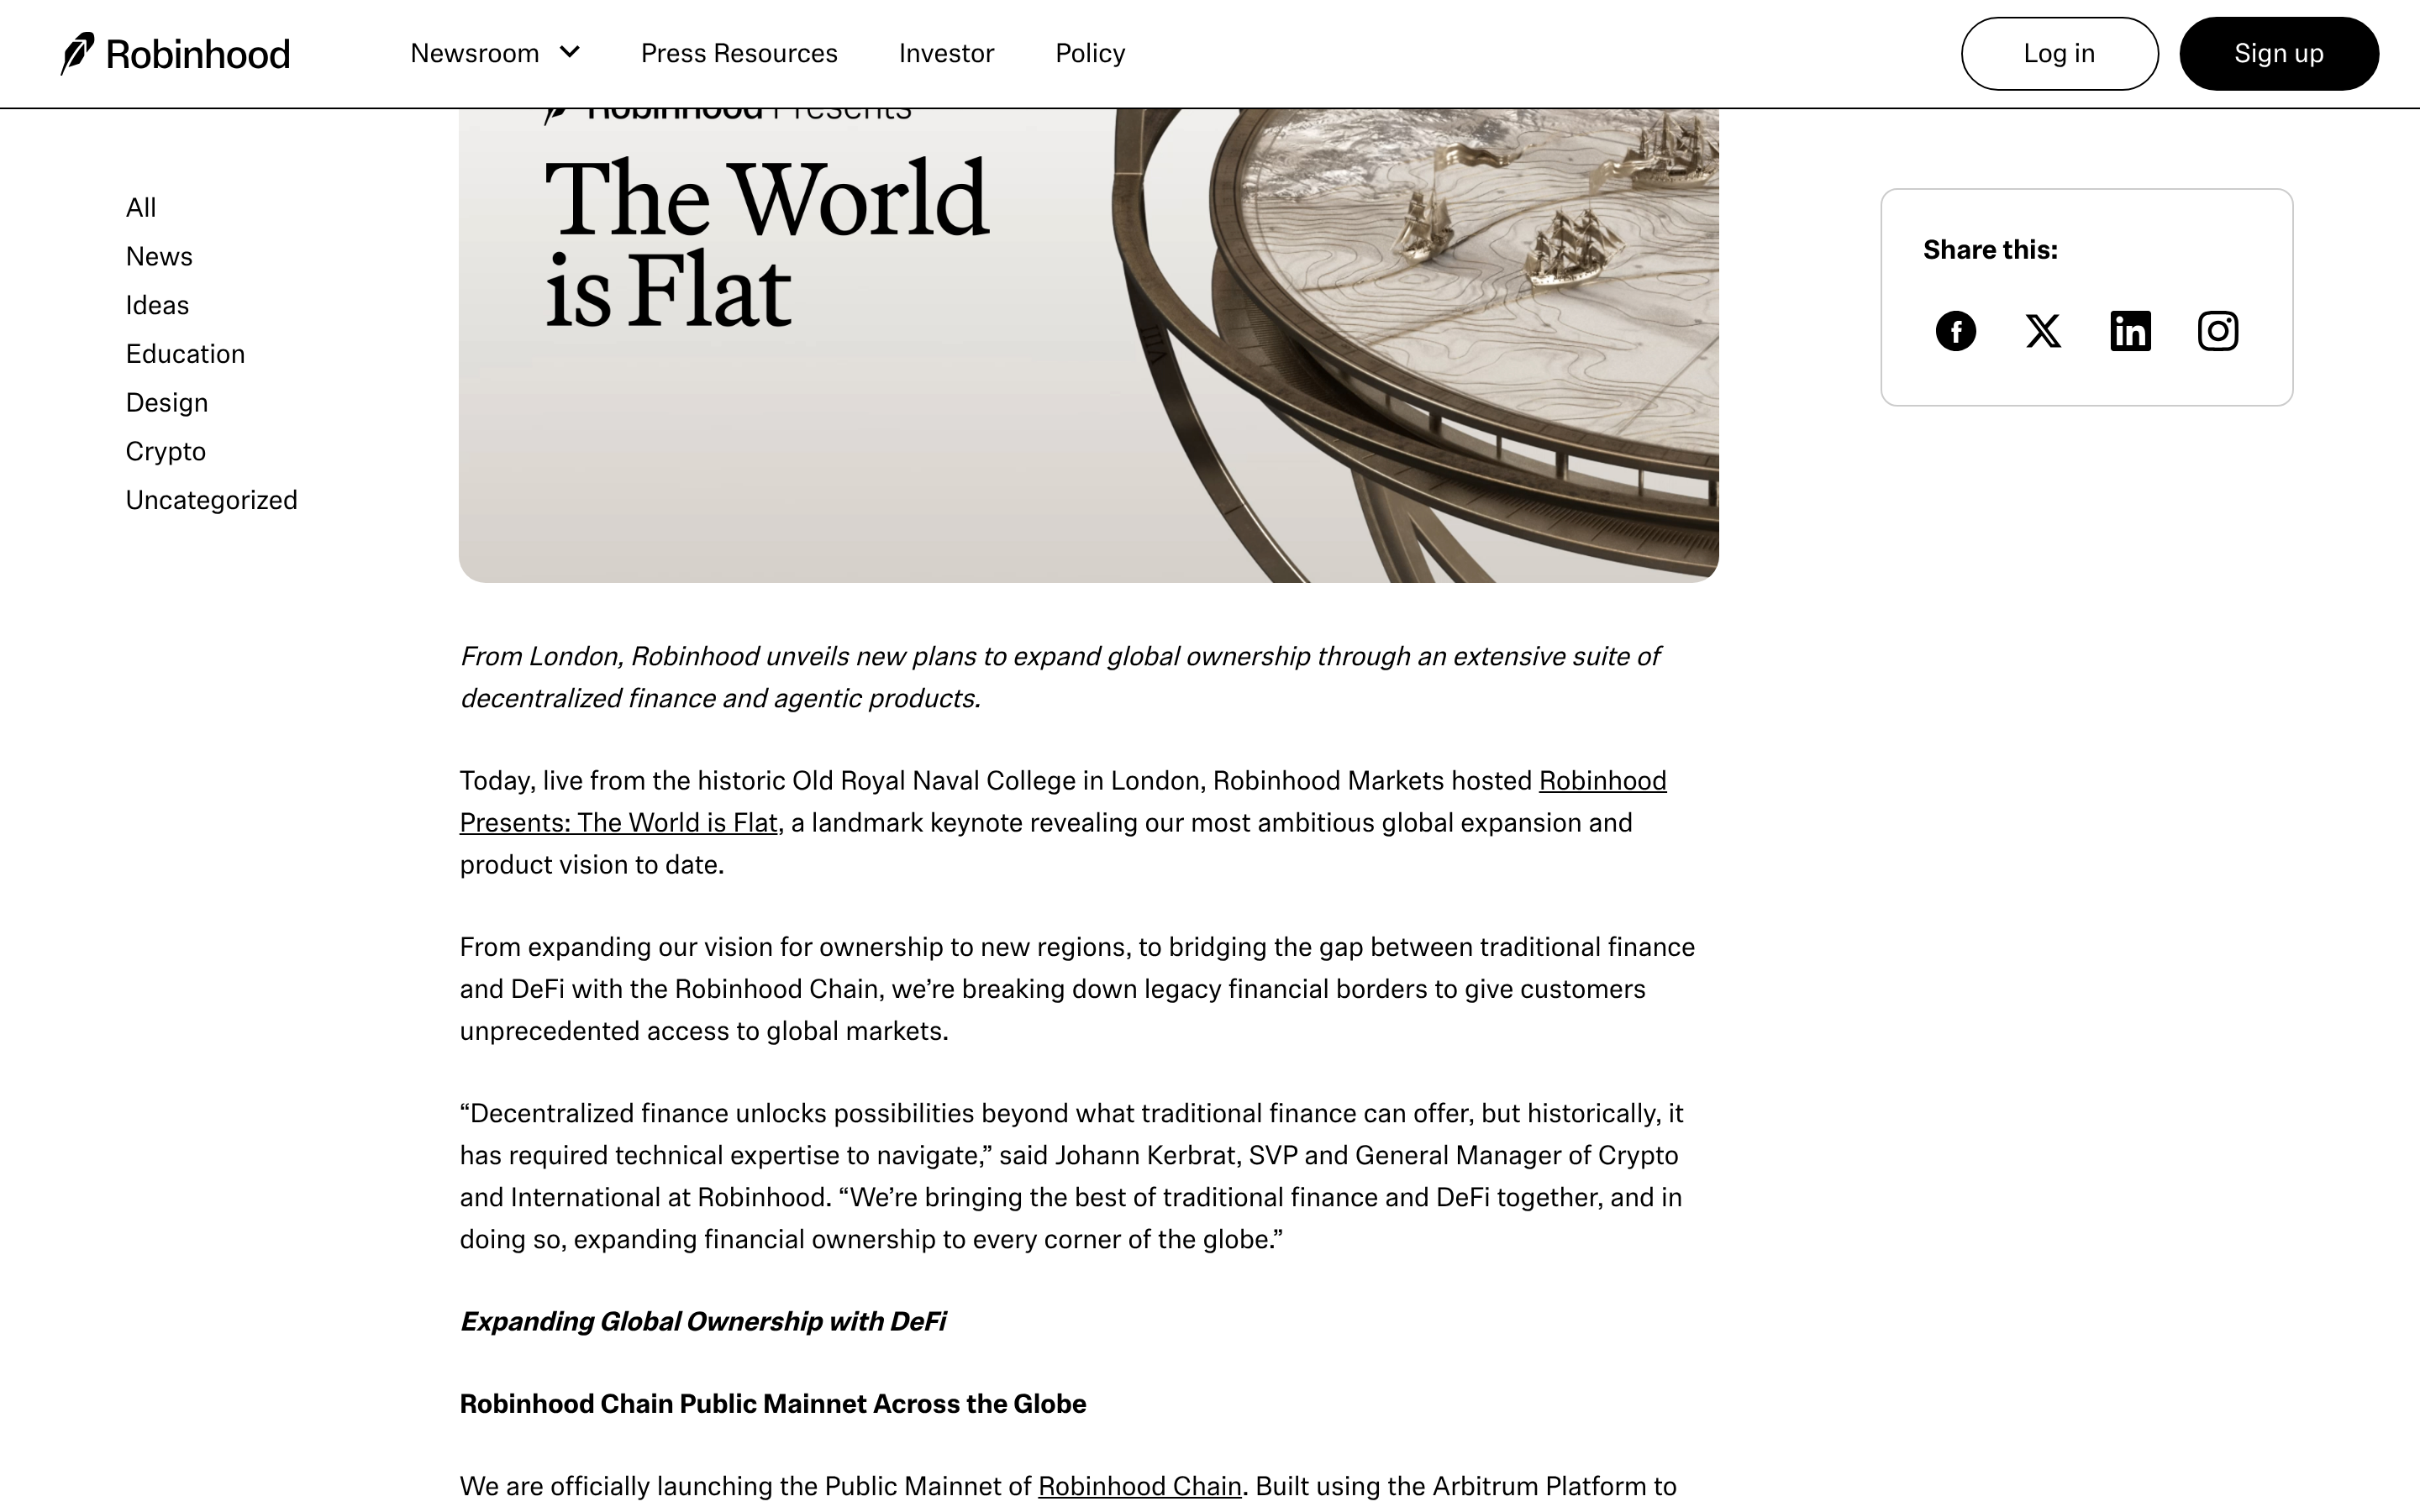 Robinhood
Newsroom
Press Resources
Investor
Policy
Log in
Sign up
All
News
Ideas
Education
Design
Crypto
Uncategorized
Robinhood Presents
The World
is Flat
Share this:
From London, Robinhood unveils new plans to expand global ownership through an extensive suite of
decentralized finance and agentic products.
Today, live from the historic Old Royal Naval College in London, Robinhood Markets hosted Robinhood
Presents: The World is Flat, a landmark keynote revealing our most ambitious global expansion and
product vision to date.
From expanding our vision for ownership to new regions, to bridging the gap between traditional finance
and DeFi with the Robinhood Chain, we’re breaking down legacy financial borders to give customers
unprecedented access to global markets.
“Decentralized finance unlocks possibilities beyond what traditional finance can offer, but historically, it
has required technical expertise to navigate,” said Johann Kerbrat, SVP and General Manager of Crypto
and International at Robinhood. “We’re bringing the best of traditional finance and DeFi together, and in
doing so, expanding financial ownership to every corner of the globe.”
Expanding Global Ownership with DeFi
Robinhood Chain Public Mainnet Across the Globe
We are officially launching the Public Mainnet of Robinhood Chain. Built using the Arbitrum Platform to